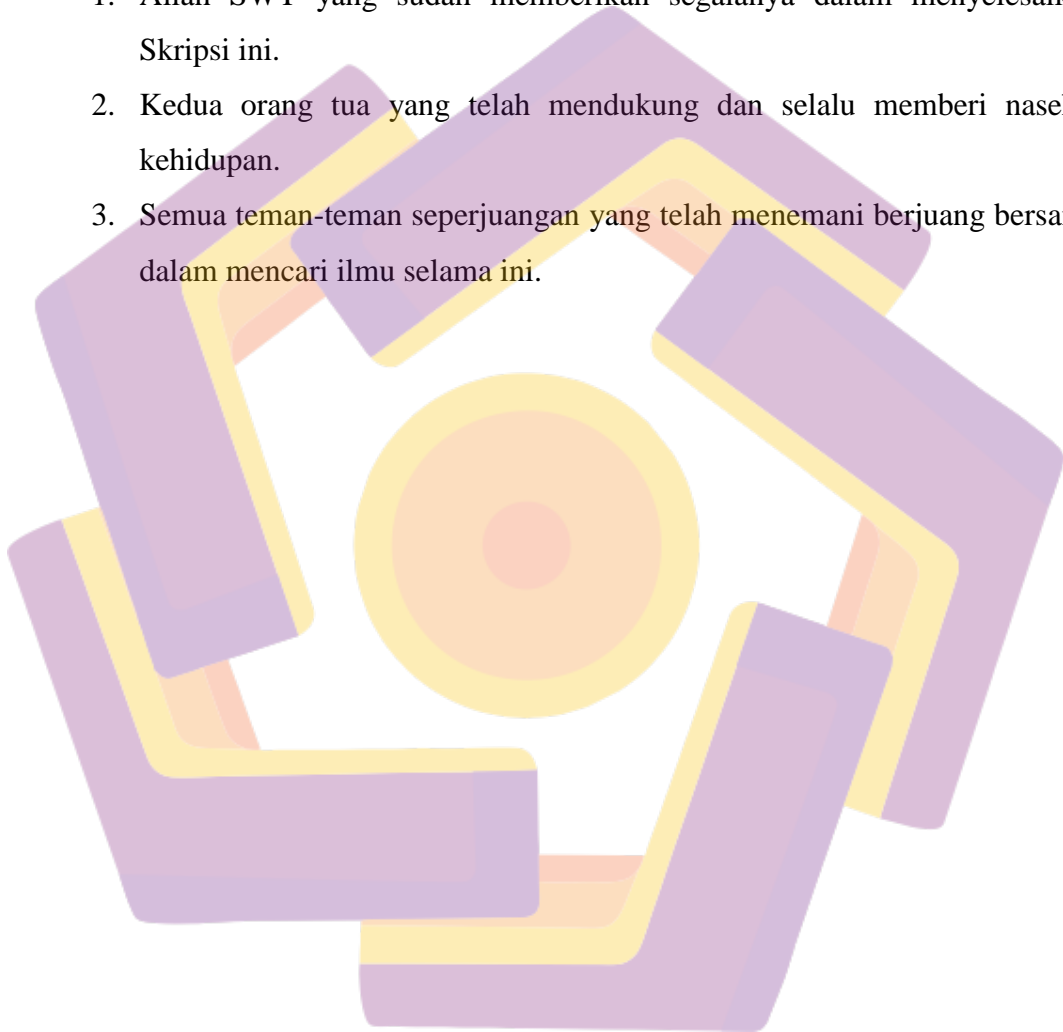 1. Allah SWT yang sudah memberikan segalanya dalam
Skripsi ini.
2. Kedua orang tua yang telah mendukung dan selalu memberi
kehidupan.
3. Semua teman-teman seperjuangan yang telah menemani berjuang
dalam mencari ilmu selama ini.